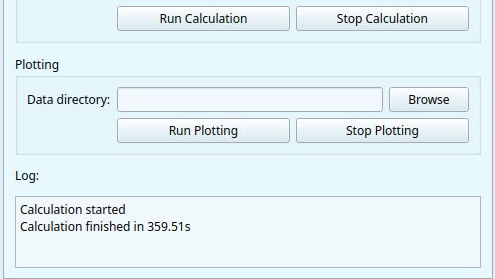 Run Calculation Stop Calculation
Plotting
Data directory: Browse
Run Plotting Stop Plotting
Log:
Calculation started
Calculation finished in 359.51s